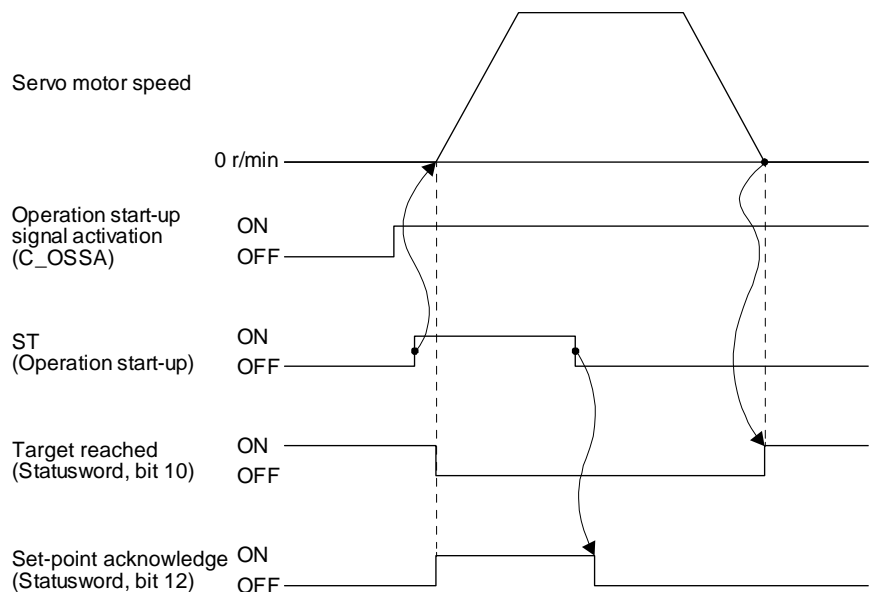 Servo motor speed
0 r/min
Operation start-up
signal activation
(C_OSSA)
ON
OFF
ST
(Operation start-up)
ON
OFF
Target reached
(Statusword, bit 10)
ON
OFF
Set-point acknowledge
(Statusword, bit 12)
ON
OFF